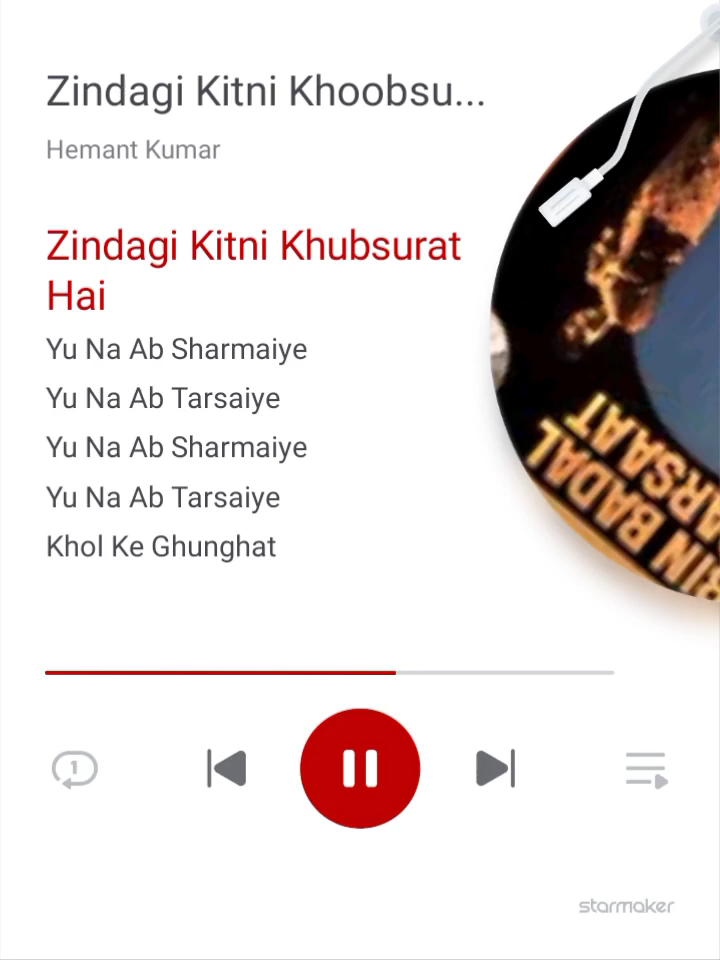 Zindagi Kitni Khoobsu...
Hemant Kumar
Zindagi Kitni Khubsurat
Hai
Yu Na Ab Sharmaiye
Yu Na Ab Tarsaiye
Yu Na Ab Sharmaiye
Yu Na Ab Tarsaiye
Khol Ke Ghunghat
BIN BADAL
BARSAAT
1
starmaker